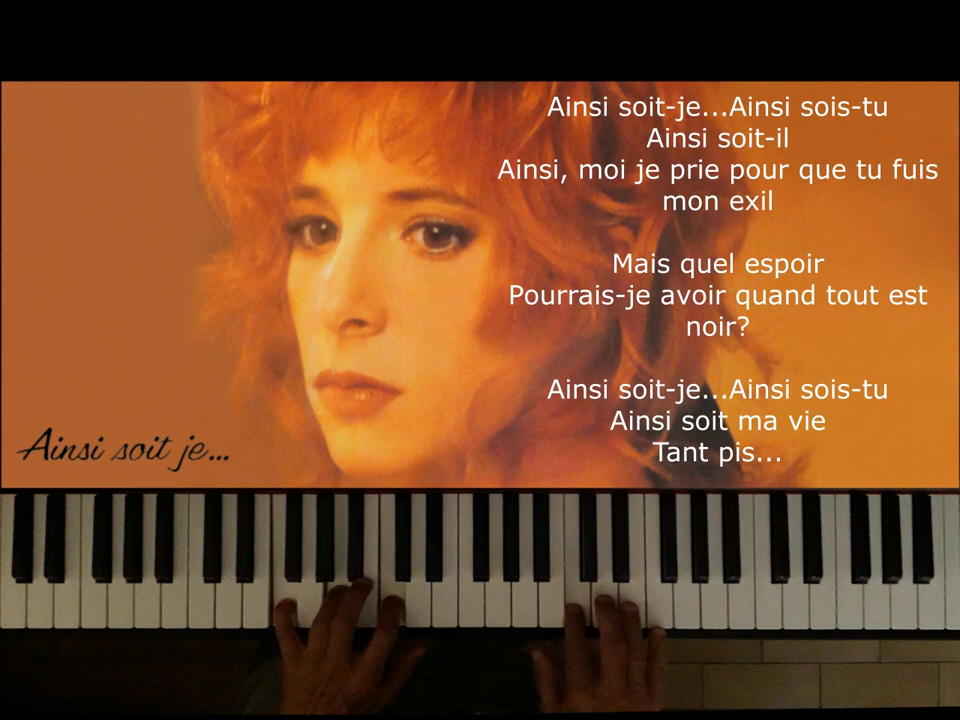 Ainsi soit-je...Ainsi sois-tu
Ainsi soit-il
Ainsi, moi je prie pour que tu fuis
mon exil
Mais quel espoir
Pourrais-je avoir quand tout est
noir?
Ainsi soit-je...Ainsi sois-tu
Ainsi soit ma vie
Tant pis...
Ainsi soit je...